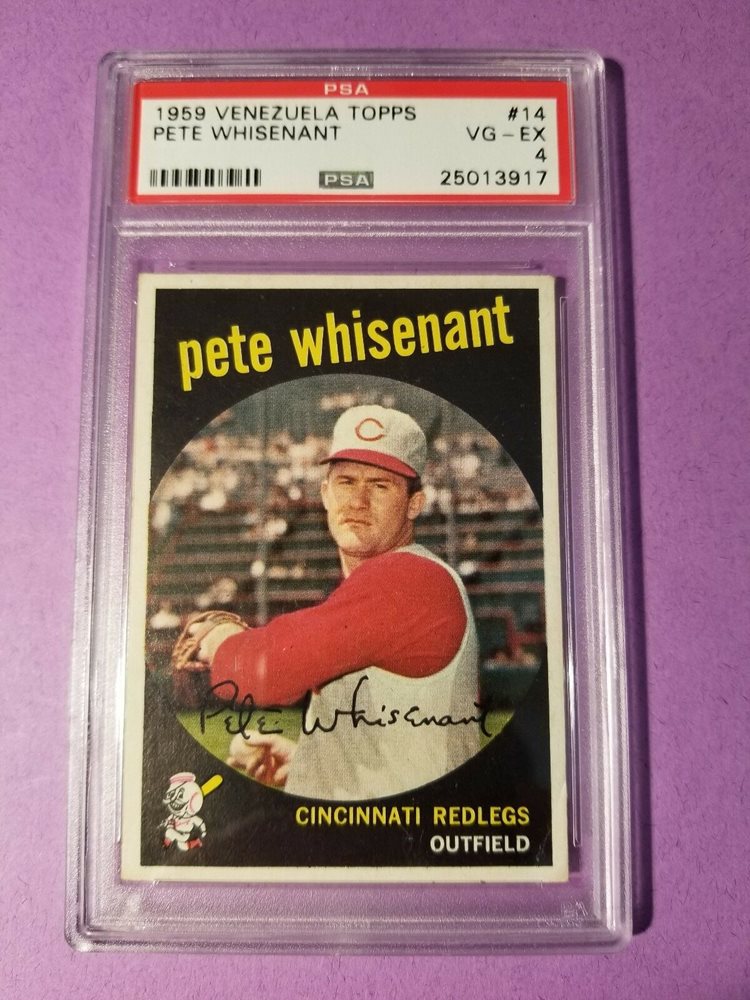 PSA
1959 VENEZUELA TOPPS #14
PETE WHISENANT VG - EX
4
PSA 25013917
pete whisenant
C
Pete Whisenant
CINCINNATI REDLEGS
OUTFIELD